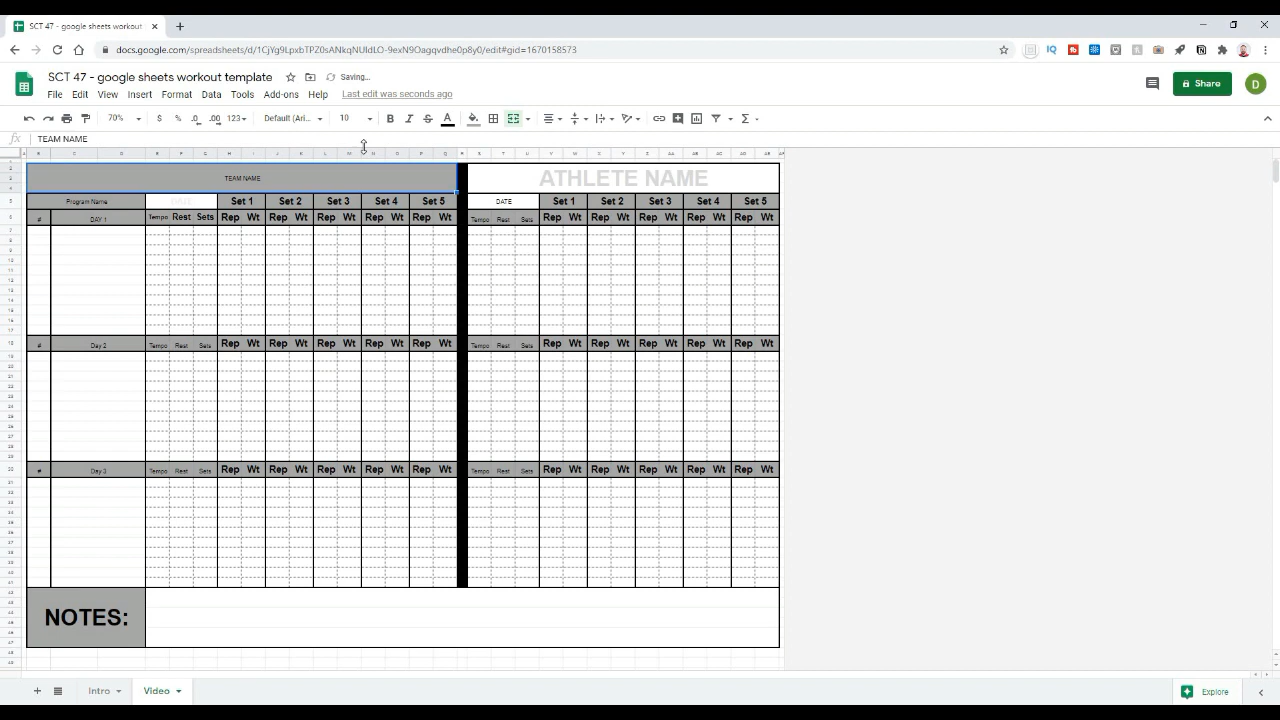 SCT 47 - google sheets workout
docs.google.com/spreadsheets/d/1CjYg9LpxbTPZ0sANkqNUldLO-9exN9Oagqvdhe0p8y0/edit#gid=1670158573
SCT 47 - google sheets workout template
Saving...
File Edit View Insert Format Data Tools Add-ons Help Last edit was seconds ago
Share
D
70% $ % .0 .00 123 Default (Ari... 10 B I S A
fx TEAM NAME
TEAM NAME ATHLETE NAME
Program Name DATE Set 1 Set 2 Set 3 Set 4 Set 5 DATE Set 1 Set 2 Set 3 Set 4 Set 5
# DAY 1 Tempo Rest Sets Rep Wt Rep Wt Rep Wt Rep Wt Rep Wt Tempo Rest Sets Rep Wt Rep Wt Rep Wt Rep Wt Rep Wt
# Day 2 Tempo Rest Sets Rep Wt Rep Wt Rep Wt Rep Wt Rep Wt Tempo Rest Sets Rep Wt Rep Wt Rep Wt Rep Wt Rep Wt
# Day 3 Tempo Rest Sets Rep Wt Rep Wt Rep Wt Rep Wt Rep Wt Tempo Rest Sets Rep Wt Rep Wt Rep Wt Rep Wt Rep Wt
NOTES:
Intro Video Explore